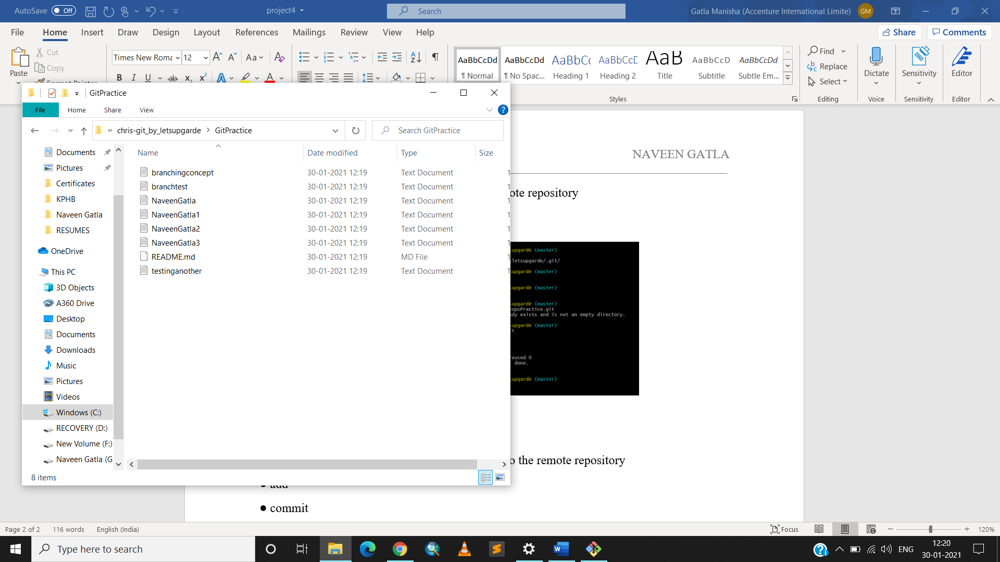 AutoSave Off project4 Search Gatla Manisha (Accenture International Limite) GM
File Home Insert Draw Design Layout References Mailings Review View Help Share Comments
Paste Cut Copy Format Painter
Times New Roma 12 Aa
B I U ab x₂ x² A A
AaBbCcDd AaBbCcDd AaBbCc AaBbCcD AaB AaBbCcD AaBbCcDd
¶ Normal ¶ No Spac... Heading 1 Heading 2 Title Subtitle Subtle Em...
Styles
Find Replace Select Editing
Dictate Voice
Sensitivity Sensitivity
Editor Editor
GitPractice
File Home Share View
« chris-git_by_letsupgarde > GitPractice Search GitPractice
Name Date modified Type Size
branchingconcept 30-01-2021 12:19 Text Document 1
branchtest 30-01-2021 12:19 Text Document 1
NaveenGatla 30-01-2021 12:19 Text Document 1
NaveenGatla1 30-01-2021 12:19 Text Document 1
NaveenGatla2 30-01-2021 12:19 Text Document 1
NaveenGatla3 30-01-2021 12:19 Text Document 1
README.md 30-01-2021 12:19 MD File 1
testinganother 30-01-2021 12:19 Text Document 1
Documents
Pictures
Certificates
KPHB
Naveen Gatla
RESUMES
OneDrive
This PC
3D Objects
A360 Drive
Desktop
Documents
Downloads
Music
Pictures
Videos
Windows (C:)
RECOVERY (D:)
New Volume (F:)
Naveen Gatla (G
8 items
NAVEEN GATLA
ote repository
upgarde (master)
_letsupgarde/.git/
upgarde (master)
upgarde (master)
upgarde (master)
vopsPractice.git
ady exists and is not an empty directory.
upgarde (master)
it
reused 0
, done.
upgarde (master)
o the remote repository
● add
● commit
Page 2 of 2 116 words English (India) Focus 120%
Type here to search ENG 12:20
30-01-2021